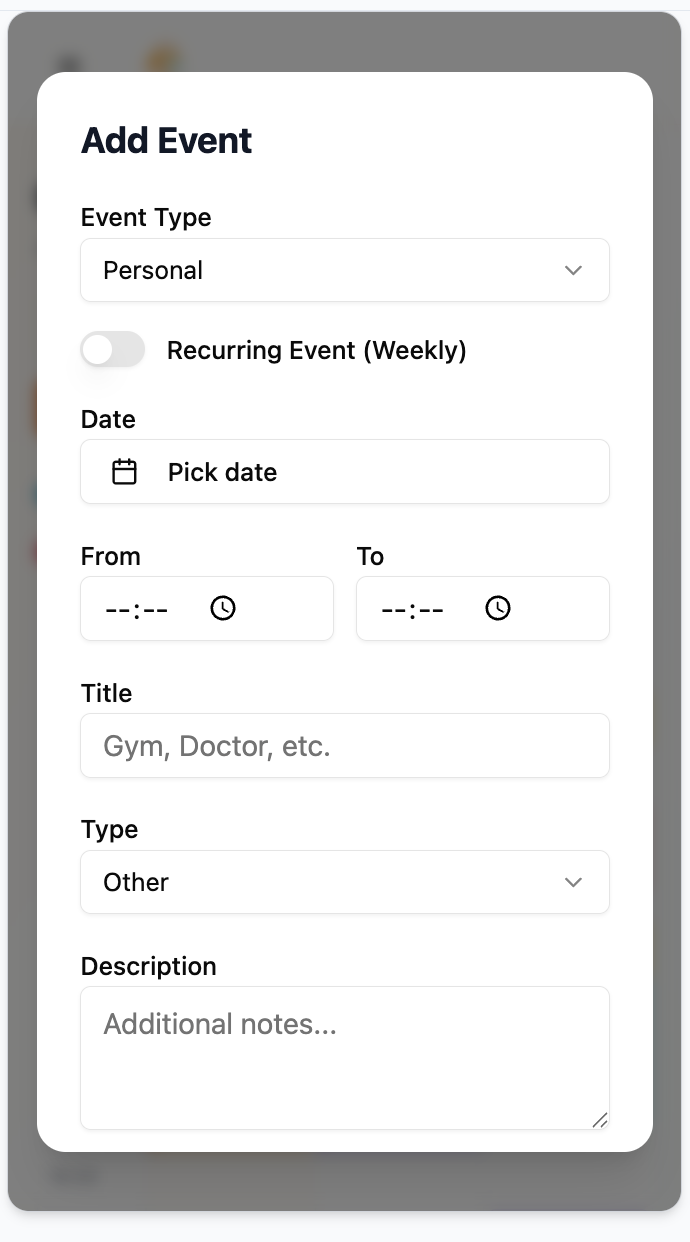 Add Event
Event Type
Personal
Recurring Event (Weekly)
Date
Pick date
From To
--:-- --:--
Title
Gym, Doctor, etc.
Type
Other
Description
Additional notes...